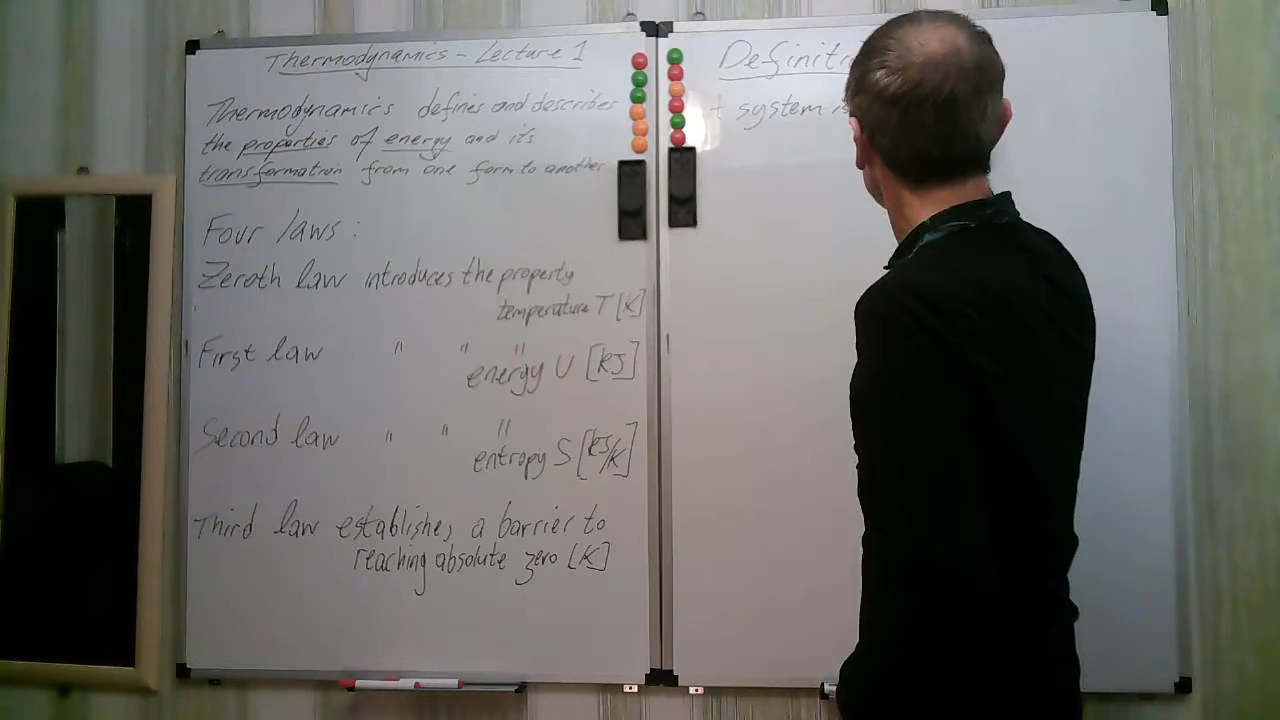 Thermodynamics - Lecture 1
Thermodynamics defines and describes
the properties of energy and its
transformation from one form to another
Four laws:
Zeroth law introduces the property
temperature T [K]
First law " " "
energy U [kJ]
Second law " " "
entropy S [kJ/K]
Third law establishes a barrier to
reaching absolute zero [K]
system